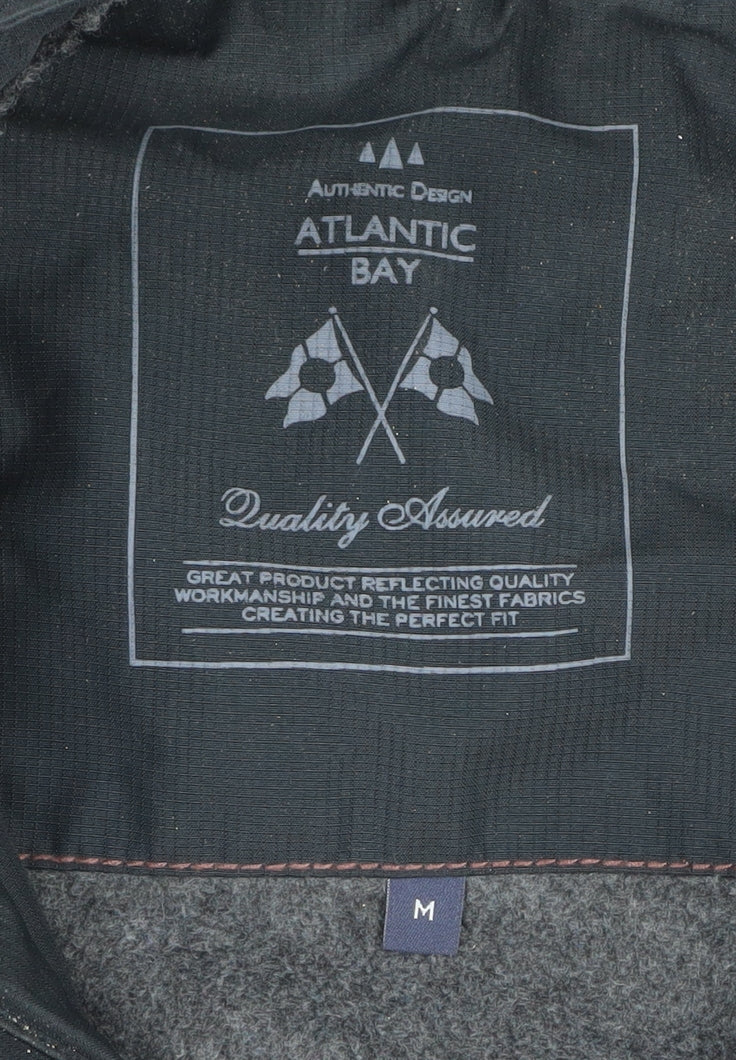 Authentic Design
ATLANTIC
BAY
Quality Assured
GREAT PRODUCT REFLECTING QUALITY
WORKMANSHIP AND THE FINEST FABRICS
CREATING THE PERFECT FIT
M